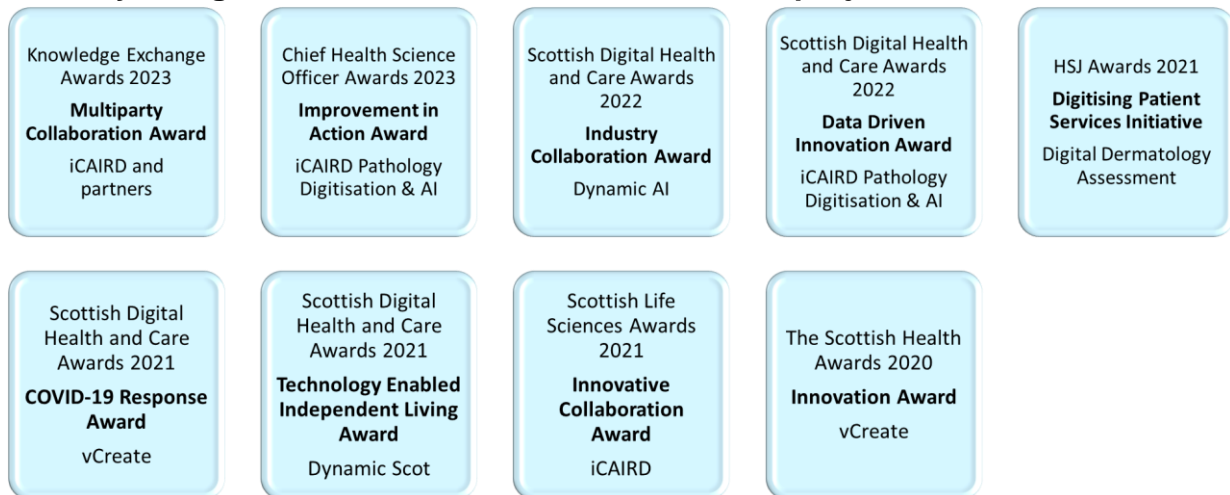 Knowledge Exchange
Awards 2023
Multiparty
Collaboration Award
iCAIRD and
partners
Chief Health Science
Officer Awards 2023
Improvement in
Action Award
iCAIRD Pathology
Digitisation & AI
Scottish Digital Health
and Care Awards
2022
Industry
Collaboration Award
Dynamic AI
Scottish Digital Health
and Care Awards
2022
Data Driven
Innovation Award
iCAIRD Pathology
Digitisation & AI
HSJ Awards 2021
Digitising Patient
Services Initiative
Digital Dermatology
Assessment
Scottish Digital
Health and Care
Awards 2021
COVID-19 Response
Award
vCreate
Scottish Digital
Health and Care
Awards 2021
Technology Enabled
Independent Living
Award
Dynamic Scot
Scottish Life
Sciences Awards
2021
Innovative
Collaboration
Award
iCAIRD
The Scottish Health
Awards 2020
Innovation Award
vCreate